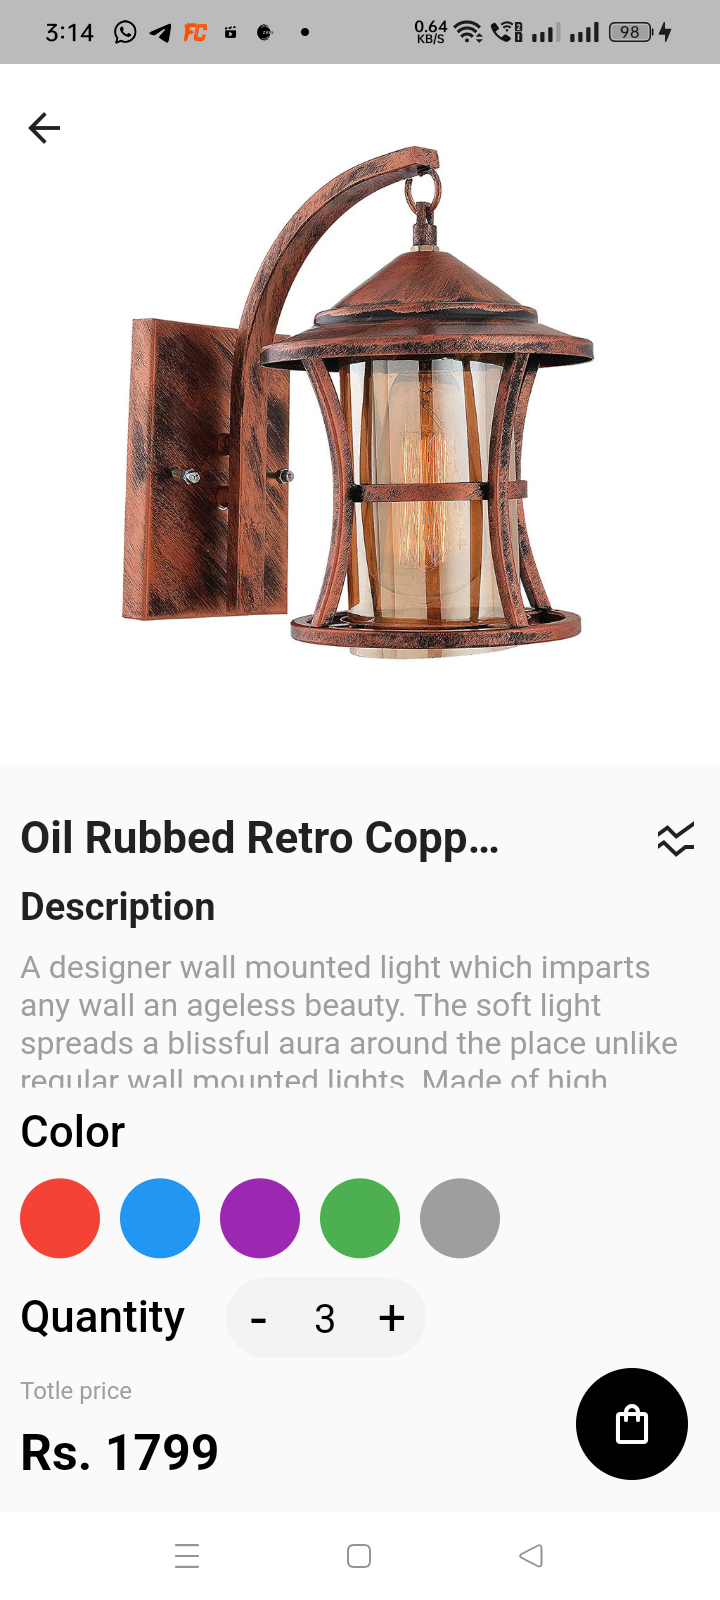 3:14 FC 0.64 KB/S 98
Oil Rubbed Retro Copp...
Description
A designer wall mounted light which imparts
any wall an ageless beauty. The soft light
spreads a blissful aura around the place unlike
regular wall mounted lights. Made of high
Color
Quantity - 3 +
Totle price
Rs. 1799